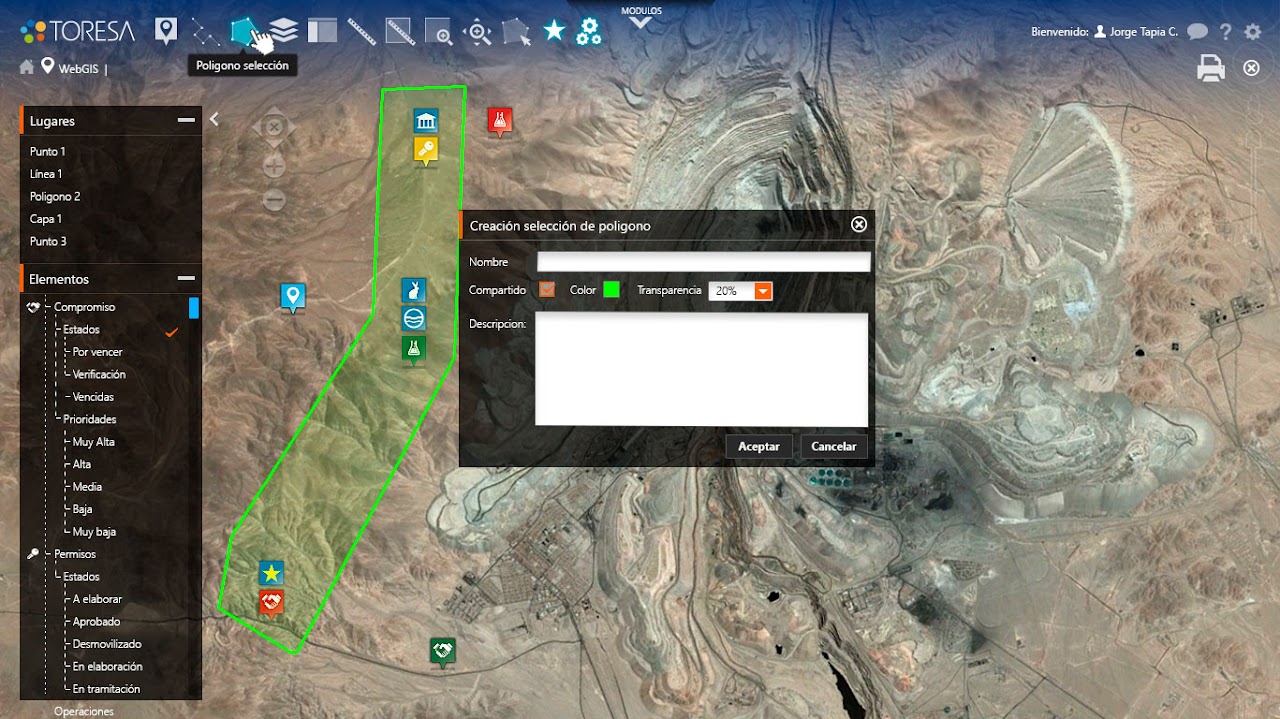 MODULOS
TORESA
Bienvenido: Jorge Tapia C.
?
Poligono selección
WebGIS |
Lugares
Punto 1
Línea 1
Poligono 2
Capa 1
Punto 3
Elementos
Compromiso
Estados
Por vencer
Verificación
Vencidas
Prioridades
Muy Alta
Alta
Media
Baja
Muy baja
Permisos
Estados
A elaborar
Aprobado
Desmovilizado
En elaboración
En tramitación
Operaciones
Creación selección de poligono
Nombre
Compartido Color Transparencia 20%
Descripcion:
Aceptar Cancelar